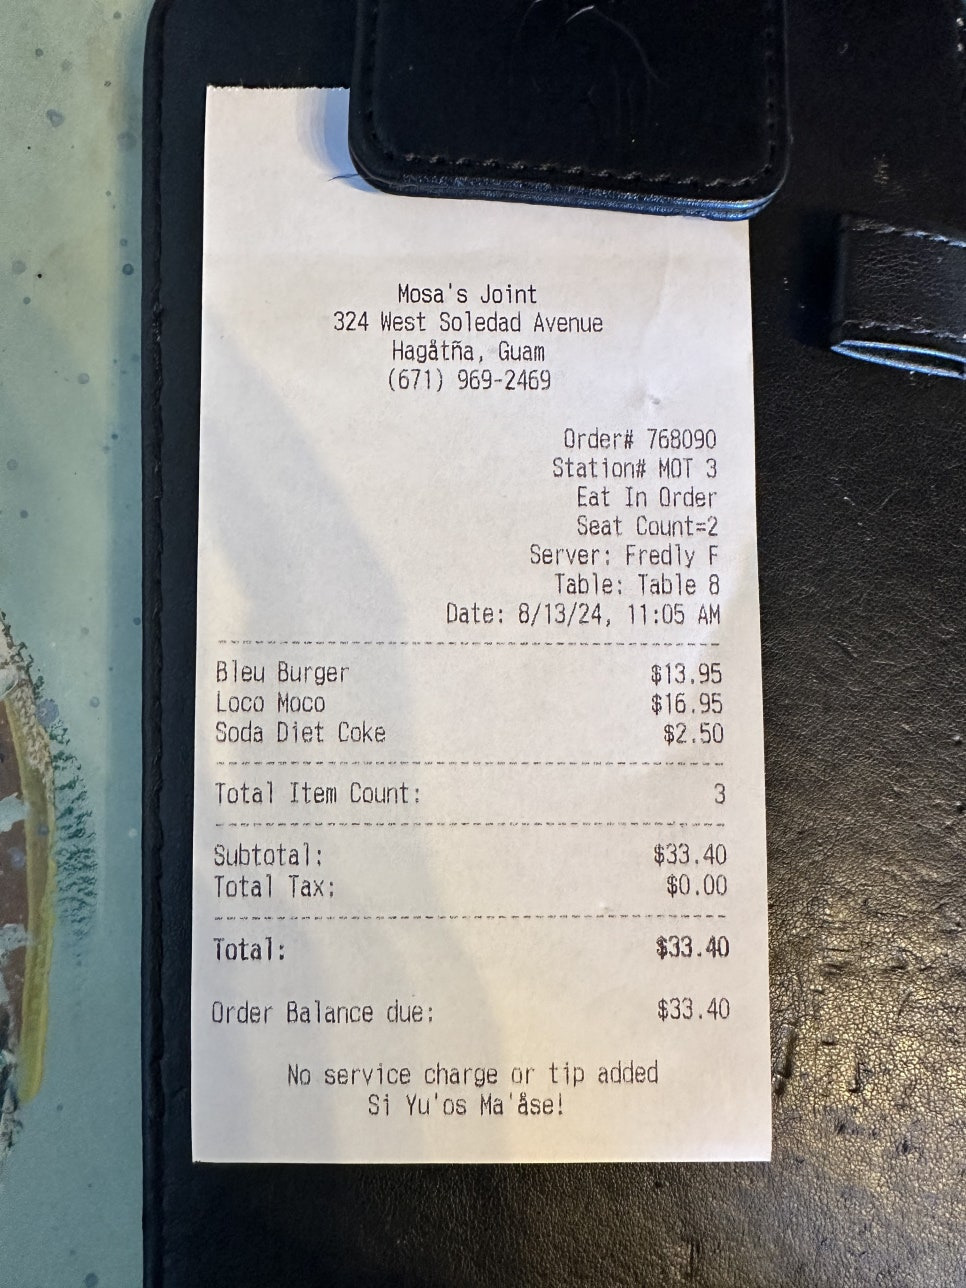 Mosa's Joint
324 West Soledad Avenue
Hagåtña, Guam
(671) 969-2469
Order# 768090
Station# MOT 3
Eat In Order
Seat Count=2
Server: Fredly F
Table: Table 8
Date: 8/13/24, 11:05 AM
Bleu Burger $13.95
Loco Moco $16.95
Soda Diet Coke $2.50
Total Item Count: 3
Subtotal: $33.40
Total Tax: $0.00
Total: $33.40
Order Balance due: $33.40
No service charge or tip added
Si Yu'os Ma'åse!